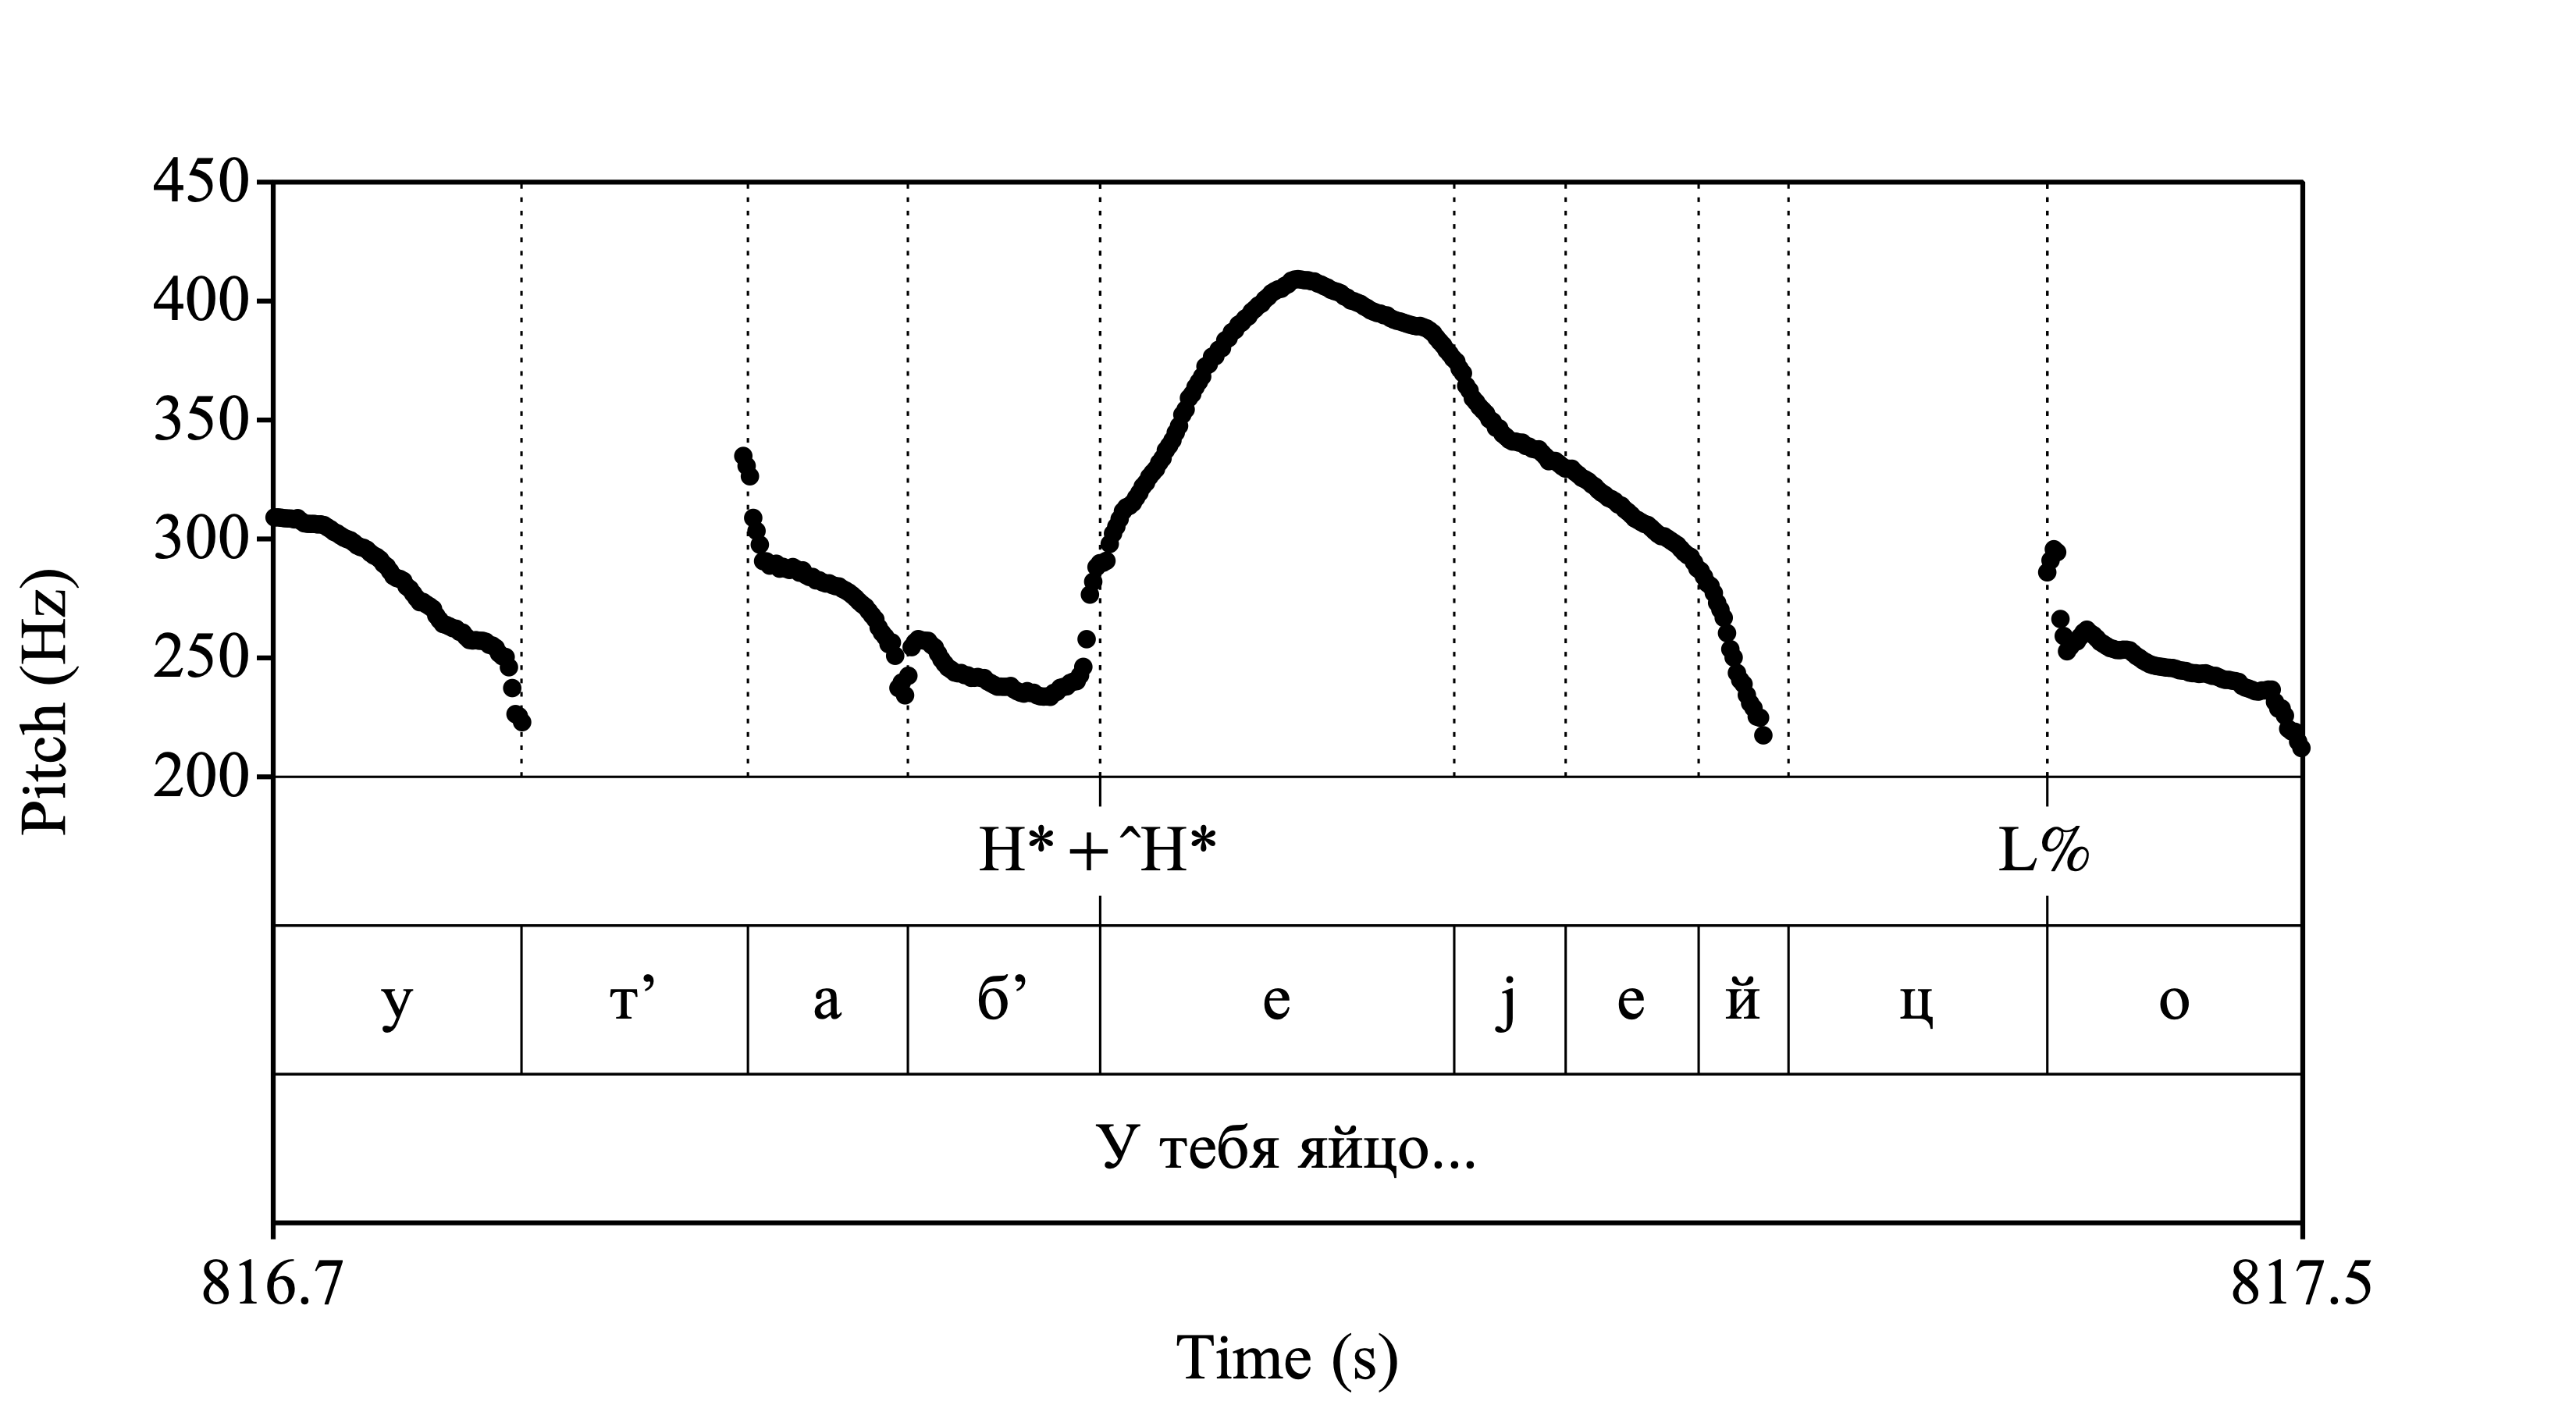 450
400
350
300
250
200
Pitch (Hz)
H* + ˆH* L%
у т’ а б’ е j е й ц о
У тебя яйцо...
816.7 817.5
Time (s)